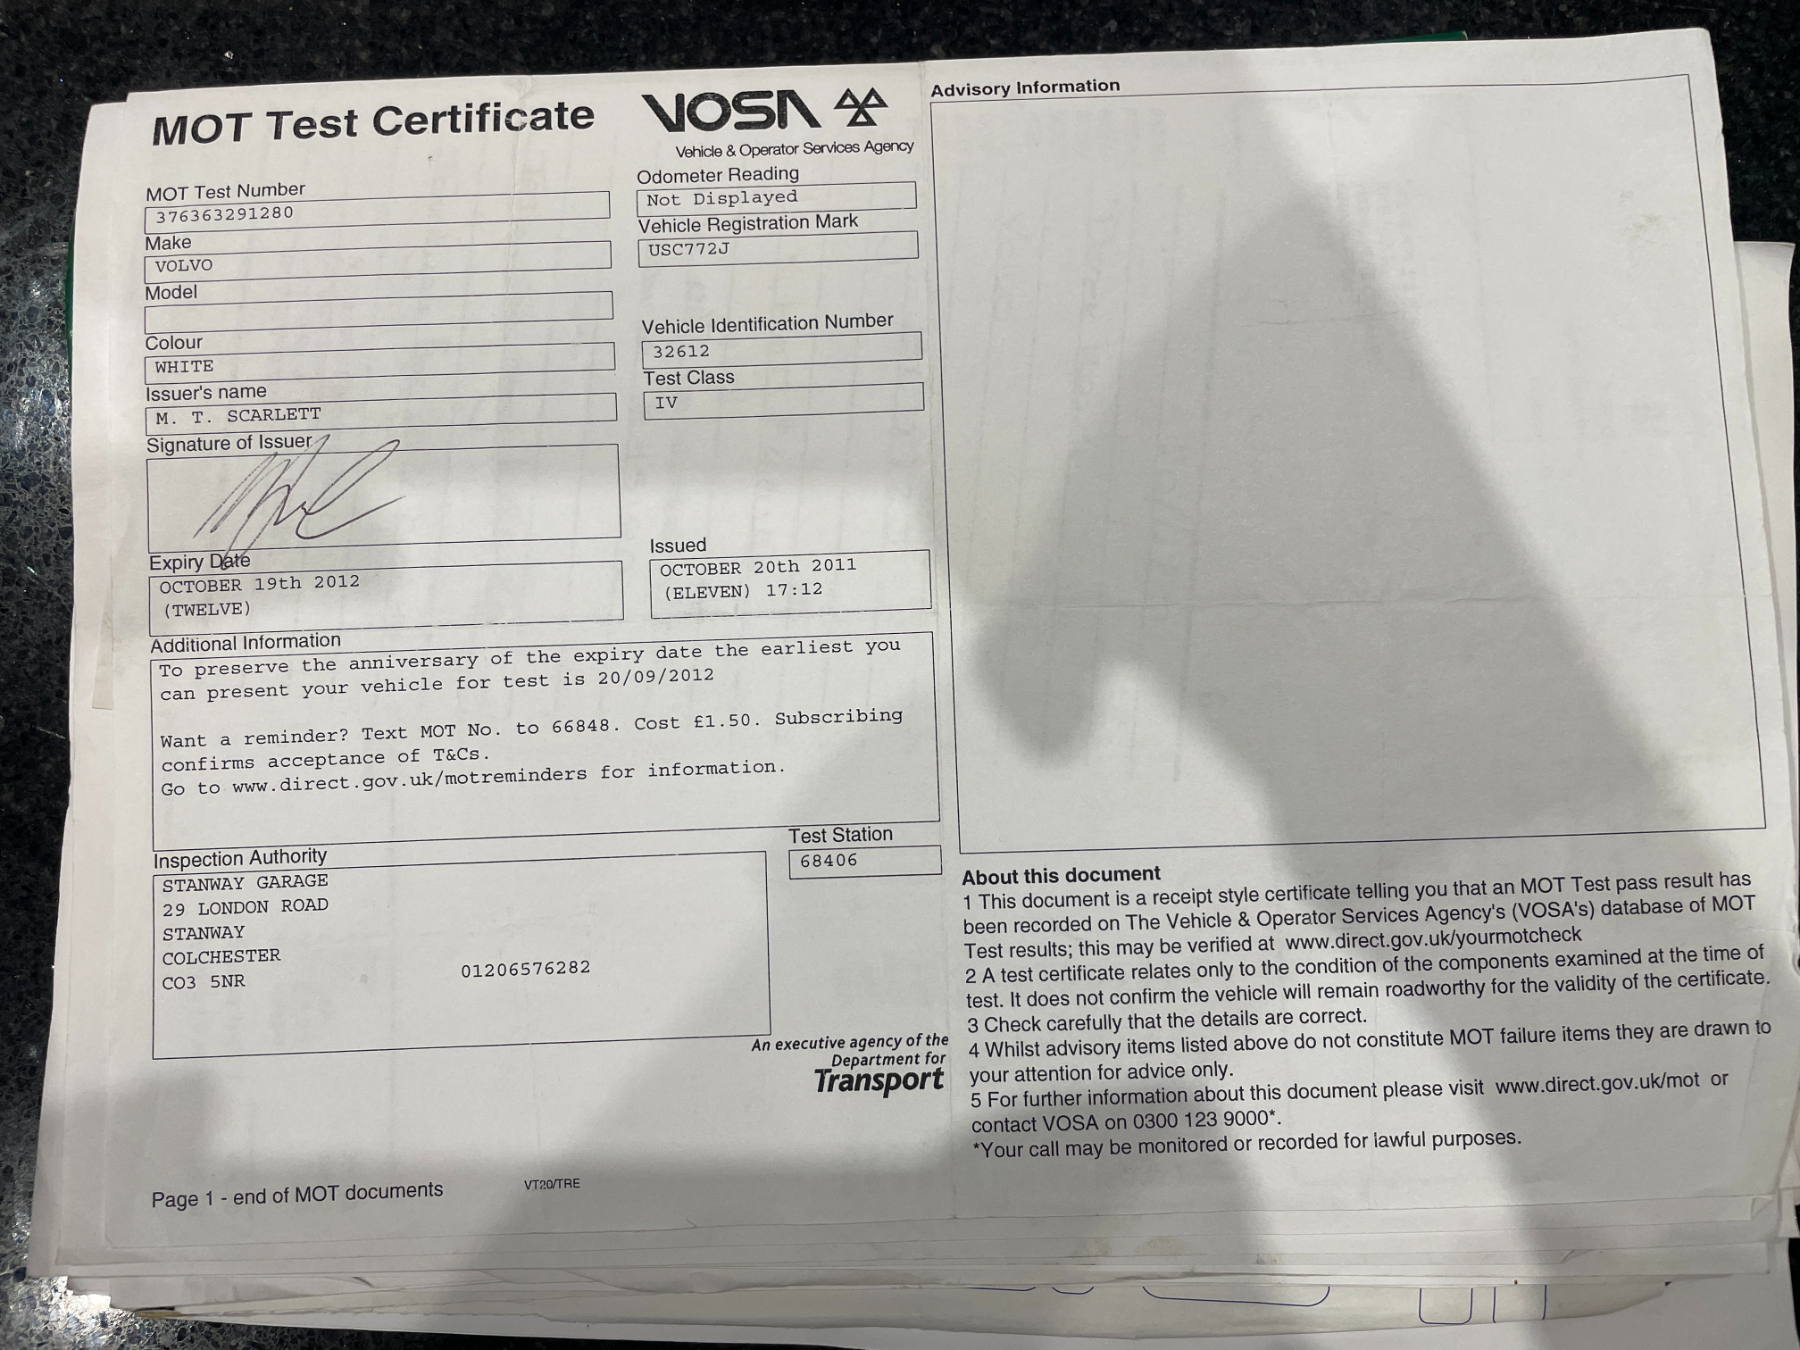 MOT Test Certificate
VOSA
Vehicle & Operator Services Agency
MOT Test Number
376363291280
Make
VOLVO
Model
Colour
WHITE
Issuer's name
M. T. SCARLETT
Signature of Issuer
Expiry Date
OCTOBER 19th 2012
(TWELVE)
Odometer Reading
Not Displayed
Vehicle Registration Mark
USC772J
Vehicle Identification Number
32612
Test Class
IV
Issued
OCTOBER 20th 2011
(ELEVEN) 17:12
Additional Information
To preserve the anniversary of the expiry date the earliest you
can present your vehicle for test is 20/09/2012
Want a reminder? Text MOT No. to 66848. Cost £1.50. Subscribing
confirms acceptance of T&Cs.
Go to www.direct.gov.uk/motreminders for information.
Inspection Authority
STANWAY GARAGE
29 LONDON ROAD
STANWAY
COLCHESTER
CO3 5NR
01206576282
Test Station
68406
An executive agency of the
Department for
Transport
Page 1 - end of MOT documents
VT20/TRE
Advisory Information
About this document
1 This document is a receipt style certificate telling you that an MOT Test pass result has
been recorded on The Vehicle & Operator Services Agency's (VOSA's) database of MOT
Test results; this may be verified at www.direct.gov.uk/yourmotcheck
2 A test certificate relates only to the condition of the components examined at the time of
test. It does not confirm the vehicle will remain roadworthy for the validity of the certificate.
3 Check carefully that the details are correct.
4 Whilst advisory items listed above do not constitute MOT failure items they are drawn to
your attention for advice only.
5 For further information about this document please visit www.direct.gov.uk/mot or
contact VOSA on 0300 123 9000*.
*Your call may be monitored or recorded for lawful purposes.